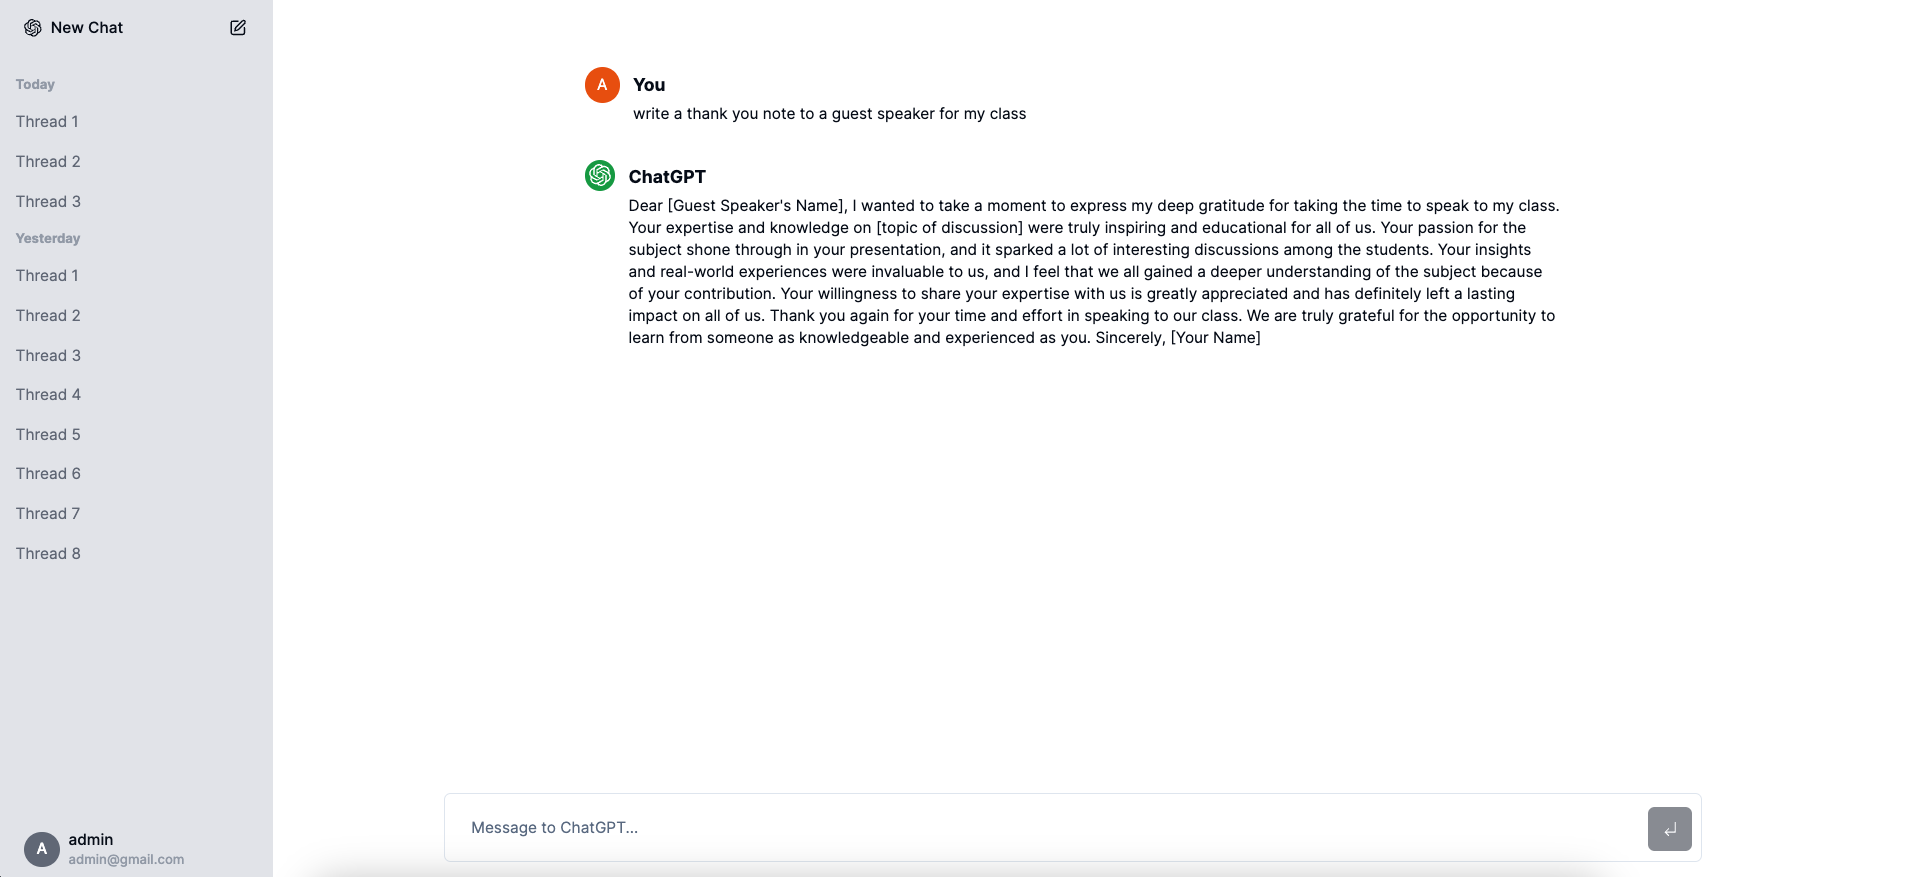 New Chat
Today
Thread 1
Thread 2
Thread 3
Yesterday
Thread 1
Thread 2
Thread 3
Thread 4
Thread 5
Thread 6
Thread 7
Thread 8
A
admin
admin@gmail.com
A
You
write a thank you note to a guest speaker for my class
ChatGPT
Dear [Guest Speaker's Name], I wanted to take a moment to express my deep gratitude for taking the time to speak to my class.
Your expertise and knowledge on [topic of discussion] were truly inspiring and educational for all of us. Your passion for the
subject shone through in your presentation, and it sparked a lot of interesting discussions among the students. Your insights
and real-world experiences were invaluable to us, and I feel that we all gained a deeper understanding of the subject because
of your contribution. Your willingness to share your expertise with us is greatly appreciated and has definitely left a lasting
impact on all of us. Thank you again for your time and effort in speaking to our class. We are truly grateful for the opportunity to
learn from someone as knowledgeable and experienced as you. Sincerely, [Your Name]
Message to ChatGPT...